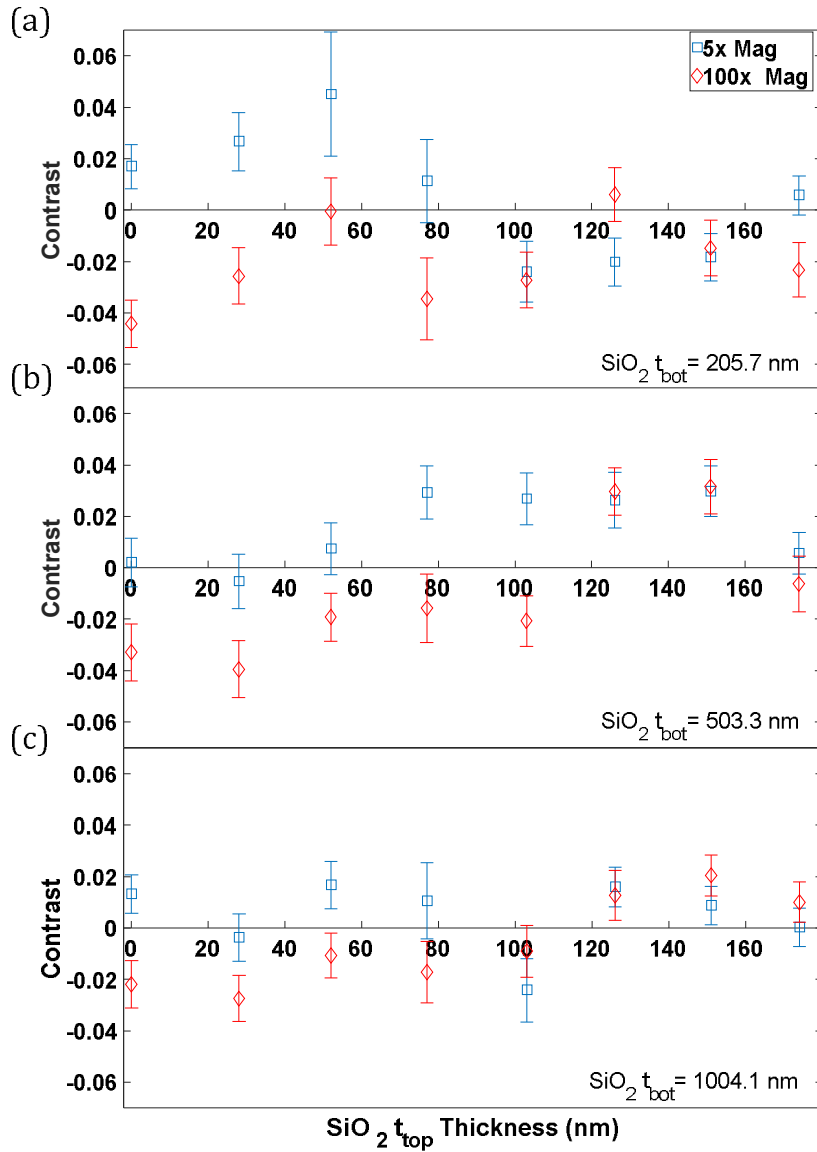 (a)
0.06
5x Mag
100x Mag
0.04
0.02
Contrast
0
0 20 40 60 80 100 120 140 160
-0.02
-0.04
-0.06
SiO2 tbot= 205.7 nm
(b)
0.06
0.04
0.02
Contrast
0
0 20 40 60 80 100 120 140 160
-0.02
-0.04
-0.06
SiO2 tbot= 503.3 nm
(c)
0.06
0.04
0.02
Contrast
0
0 20 40 60 80 100 120 140 160
-0.02
-0.04
-0.06
SiO2 tbot= 1004.1 nm
SiO2 ttop Thickness (nm)